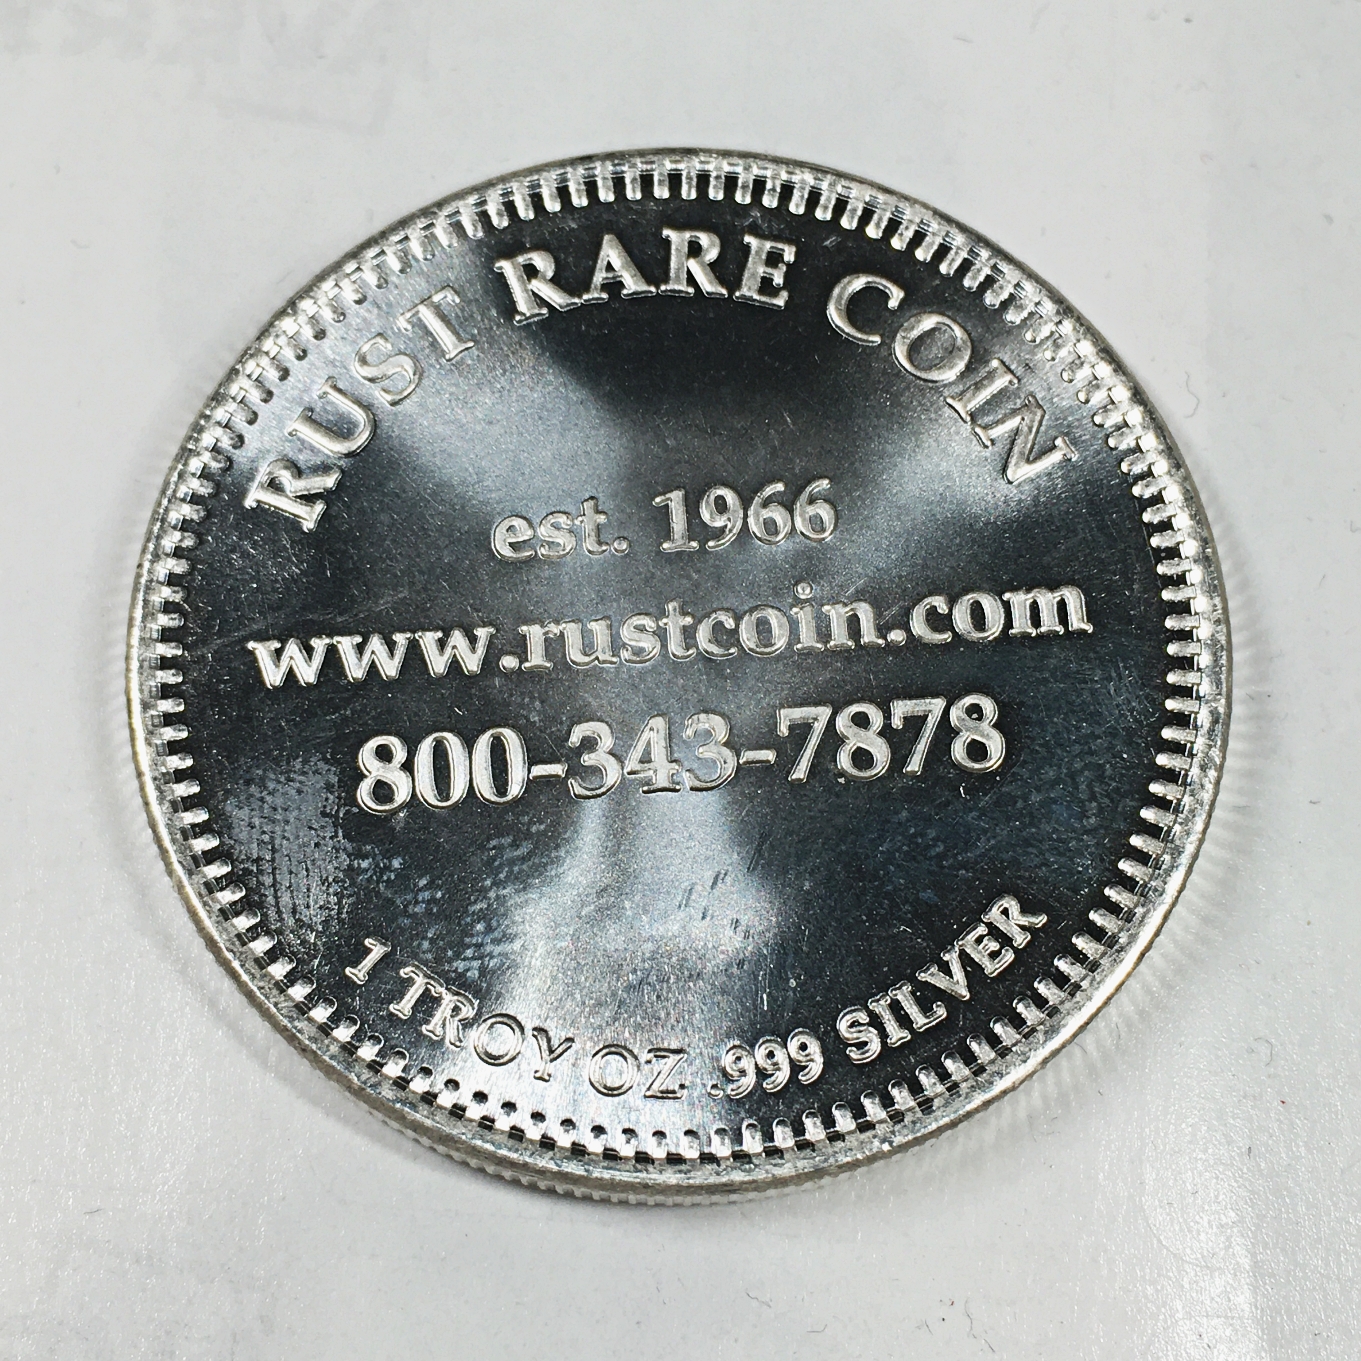 RUST RARE COIN
est. 1966
www.rustcoin.com
800-343-7878
1 TROY OZ .999 SILVER